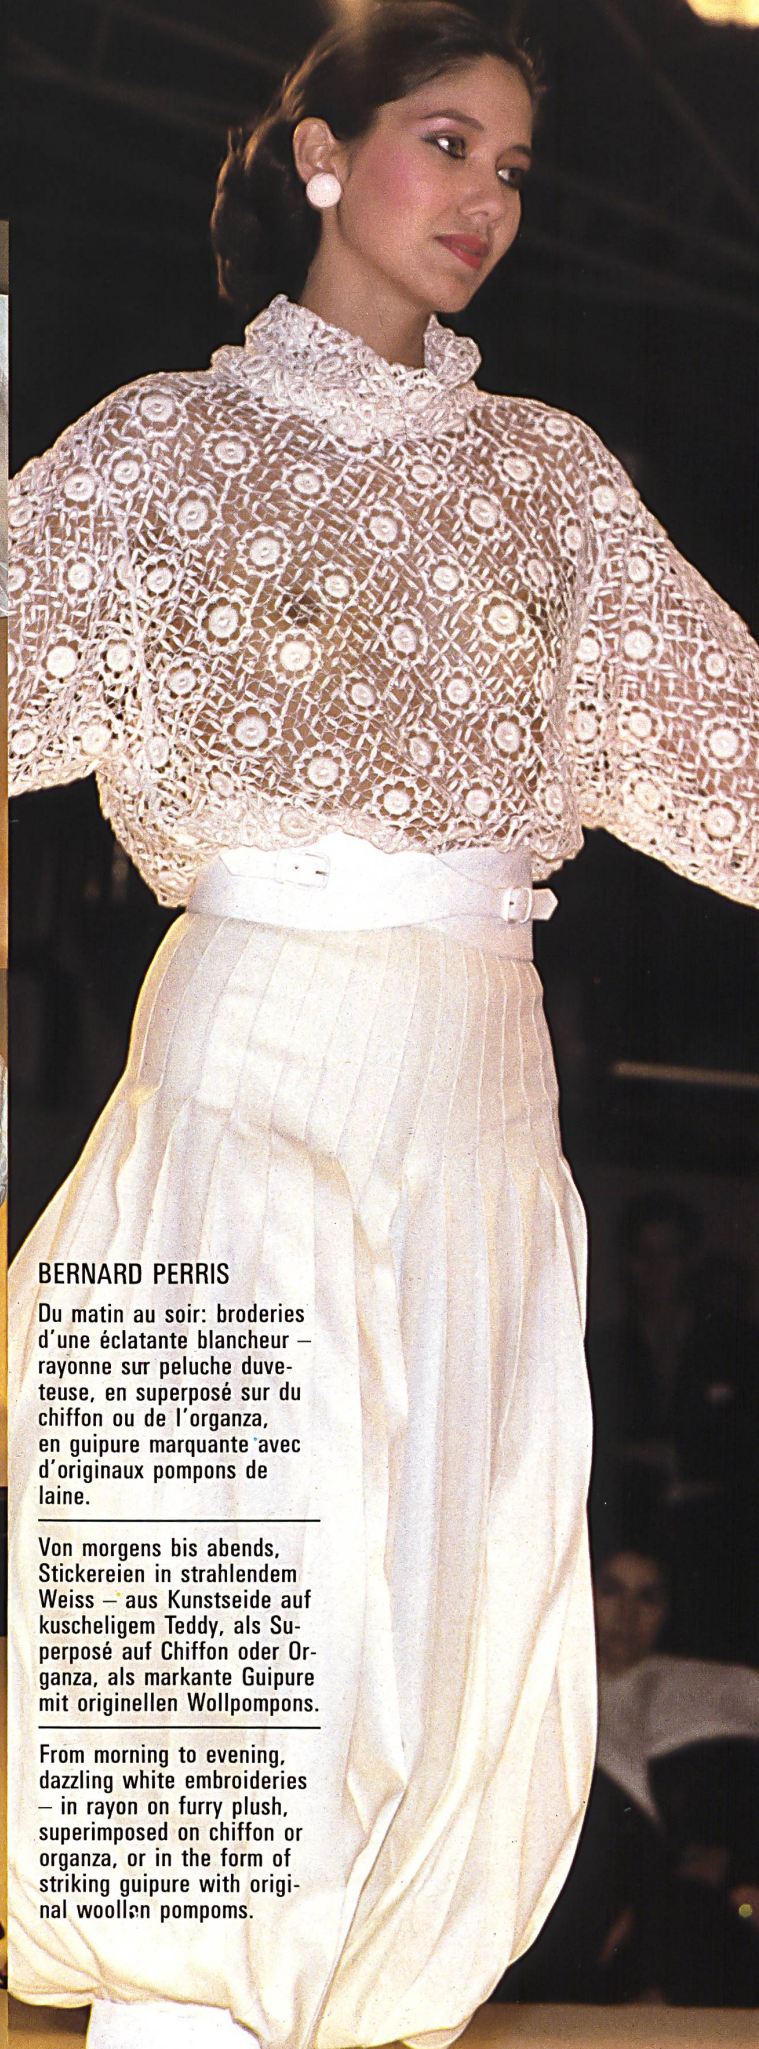 BERNARD PERRIS
Du matin au soir: broderies
d'une éclatante blancheur –
rayonne sur peluche duve-
teuse, en superposé sur du
chiffon ou de l'organza,
en guipure marquante avec
d'originaux pompons de
laine.
Von morgens bis abends,
Stickereien in strahlendem
Weiss – aus Kunstseide auf
kuscheligem Teddy, als Su-
perposé auf Chiffon oder Or-
ganza, als markante Guipure
mit originellen Wollpompons.
From morning to evening,
dazzling white embroideries
– in rayon on furry plush,
superimposed on chiffon or
organza, or in the form of
striking guipure with origi-
nal woollen pompoms.